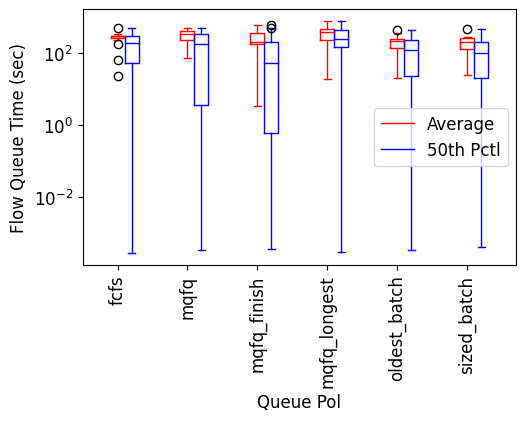 Flow Queue Time (sec)
10²
10⁰
10⁻²
Average
50th Pctl
fcfs
mqfq
mqfq_finish
mqfq_longest
oldest_batch
sized_batch
Queue Pol